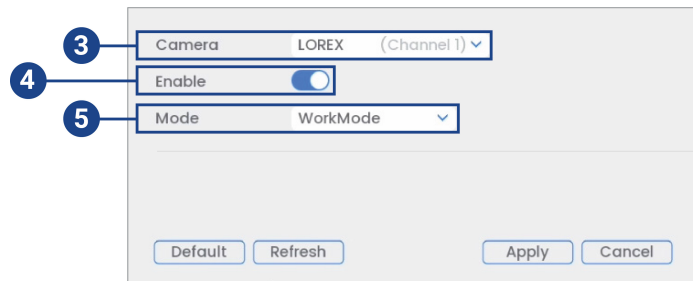 3 Camera LOREX (Channel 1)
4 Enable
5 Mode WorkMode
Default Refresh Apply Cancel